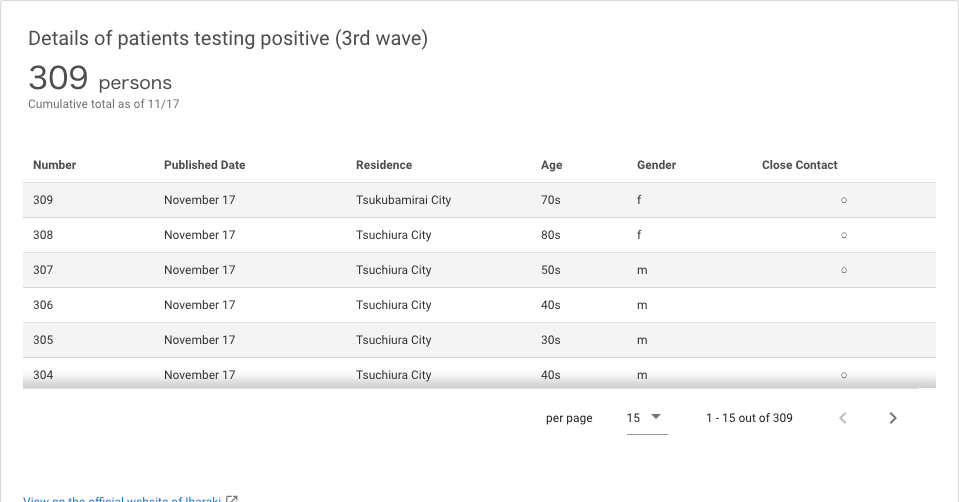 Details of patients testing positive (3rd wave)
309 persons
Cumulative total as of 11/17
Number Published Date Residence Age Gender Close Contact
309 November 17 Tsukubamirai City 70s f ○
308 November 17 Tsuchiura City 80s f ○
307 November 17 Tsuchiura City 50s m ○
306 November 17 Tsuchiura City 40s m
305 November 17 Tsuchiura City 30s m
304 November 17 Tsuchiura City 40s m ○
per page 15 1 - 15 out of 309
View on the official website of Ibaraki